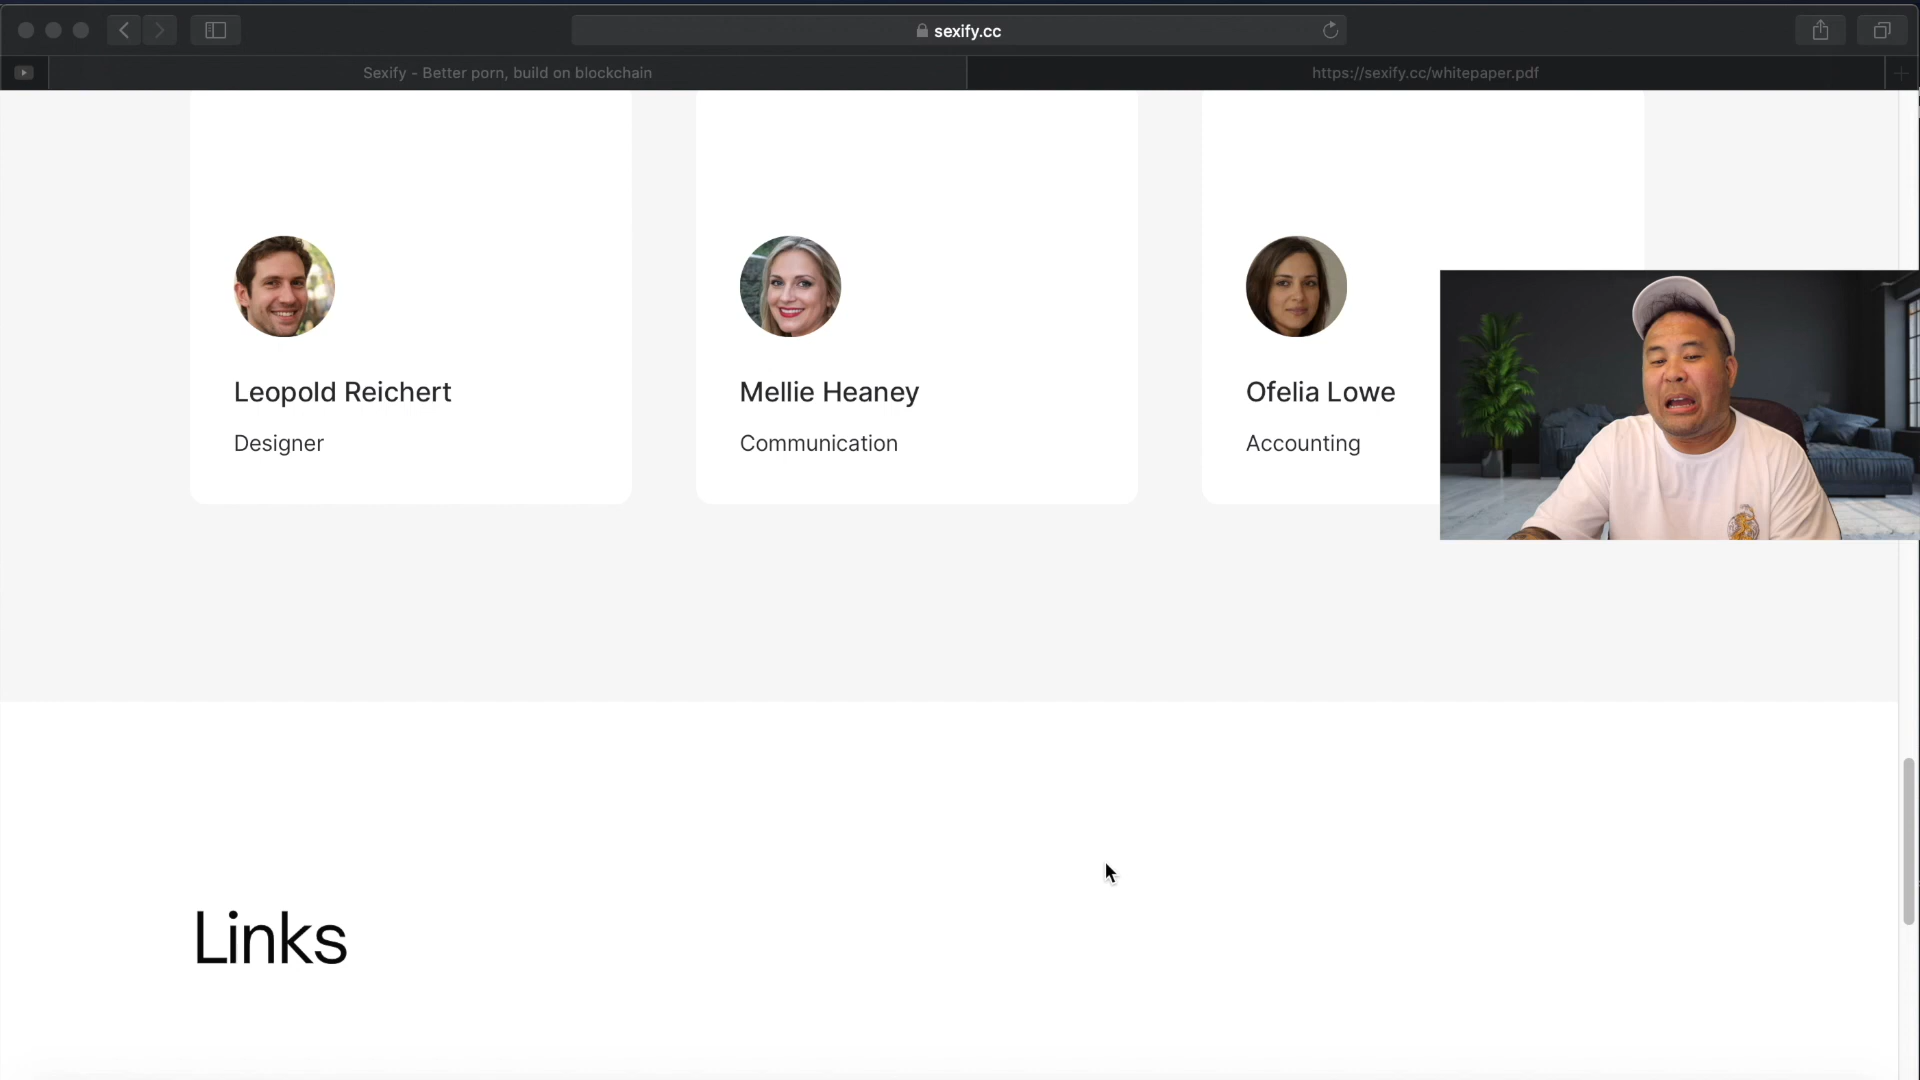 sexify.cc
Sexify - Better porn, build on blockchain
https://sexify.cc/whitepaper.pdf
Leopold Reichert
Designer
Mellie Heaney
Communication
Ofelia Lowe
Accounting
Links